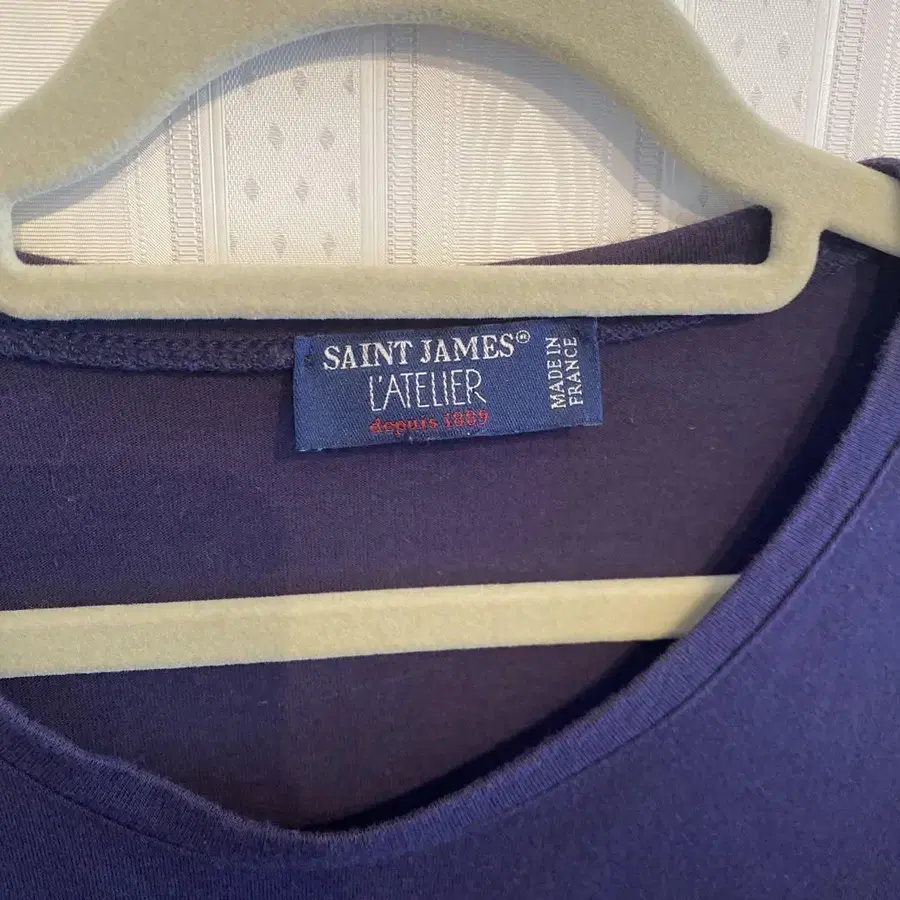 SAINT JAMES®
L'ATELIER
depuis 1889
MADE IN
FRANCE